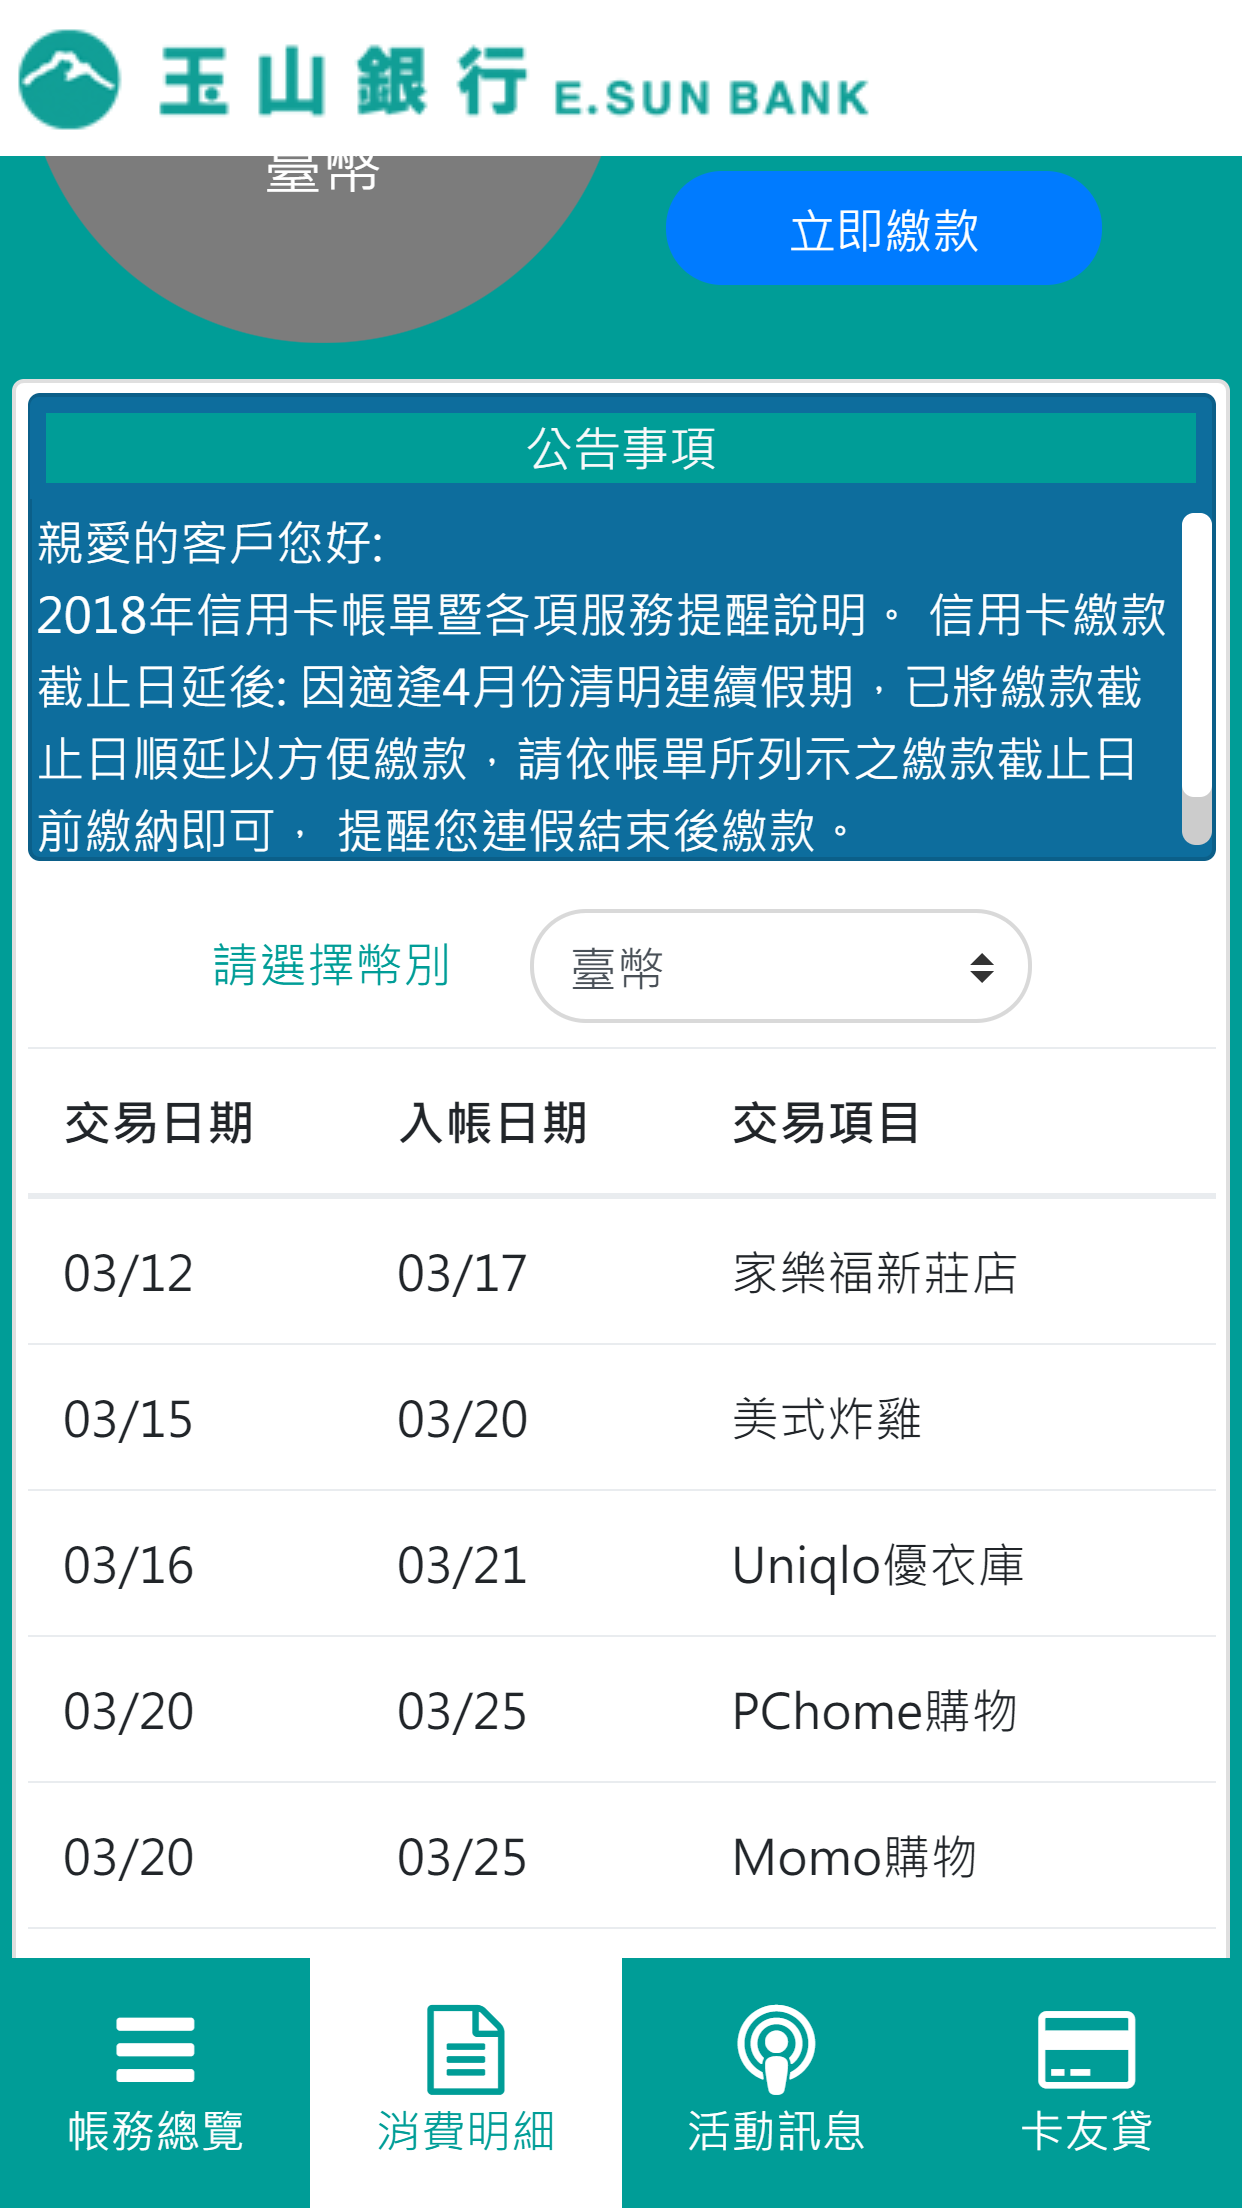 玉山銀行 E.SUN BANK
臺幣
立即繳款
公告事項
親愛的客戶您好:
2018年信用卡帳單暨各項服務提醒說明。 信用卡繳款
截止日延後: 因適逢4月份清明連續假期，已將繳款截
止日順延以方便繳款，請依帳單所列示之繳款截止日
前繳納即可， 提醒您連假結束後繳款。
請選擇幣別 臺幣
交易日期 入帳日期 交易項目
03/12 03/17 家樂福新莊店
03/15 03/20 美式炸雞
03/16 03/21 Uniqlo優衣庫
03/20 03/25 PChome購物
03/20 03/25 Momo購物
帳務總覽 消費明細 活動訊息 卡友貸